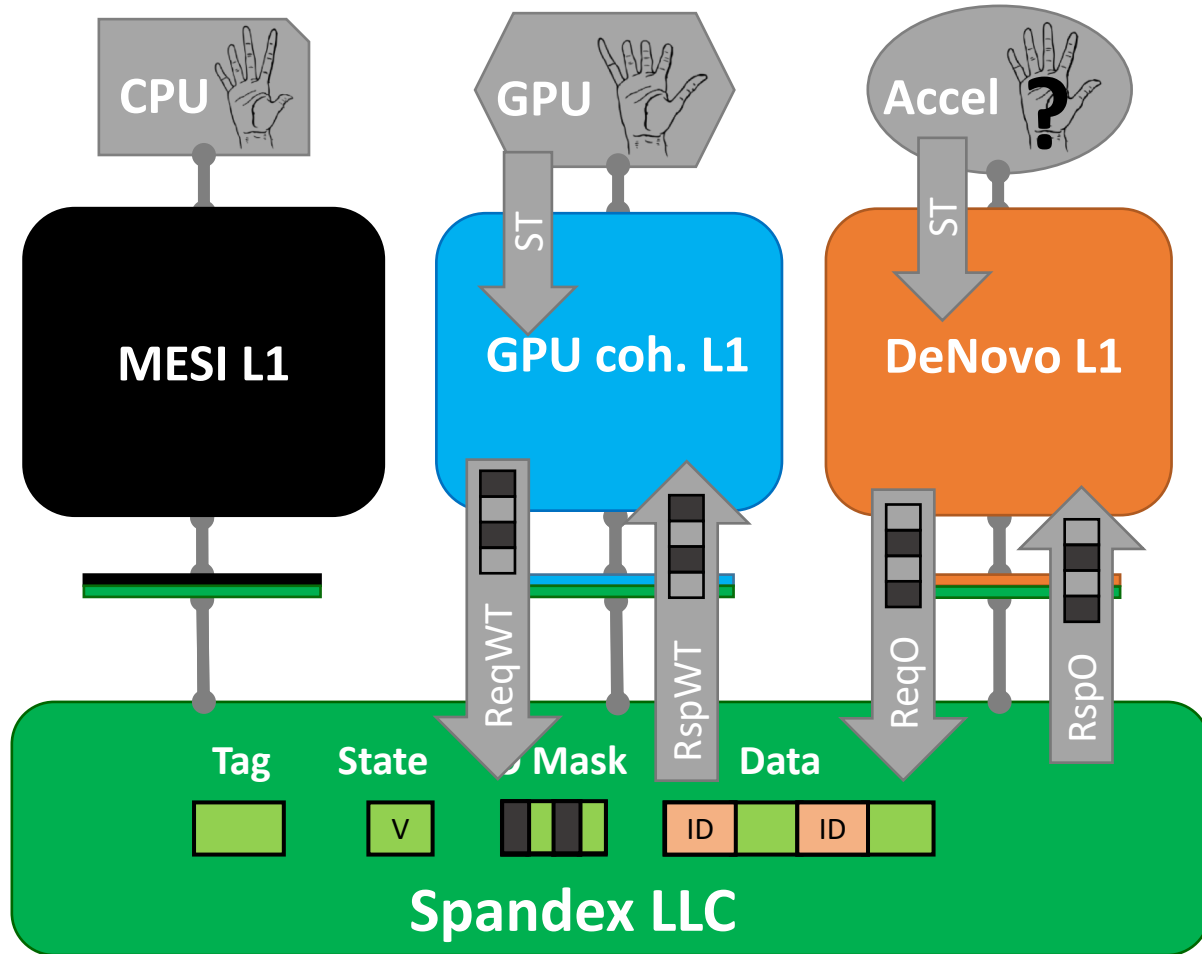 CPU
GPU
Accel
?
ST
ST
MESI L1
GPU coh. L1
DeNovo L1
ReqWT
RspWT
ReqO
RspO
Tag
State
Mask
Data
V
ID
ID
Spandex LLC